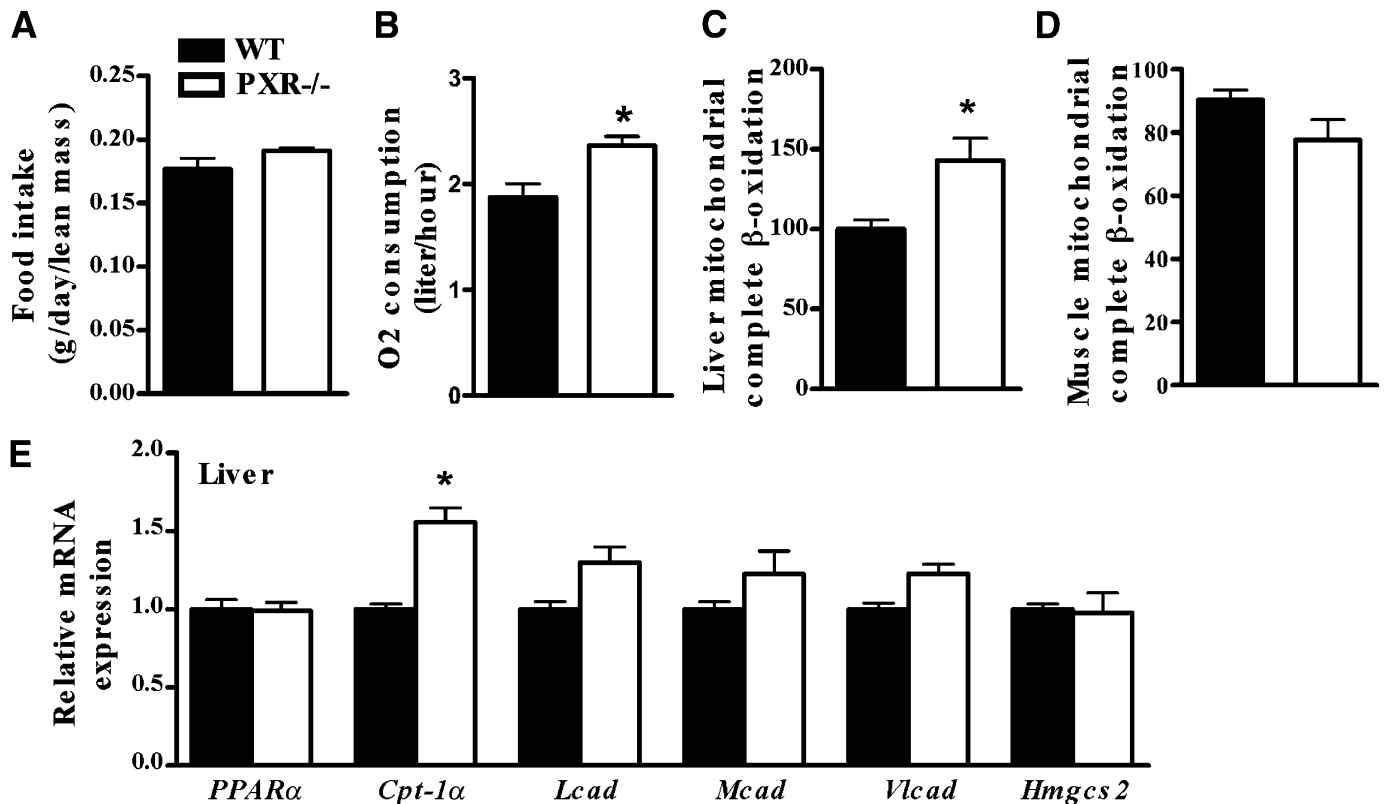 A
WT
PXR-/-
Food intake
(g/day/lean mass)
0.25
0.20
0.15
0.10
0.05
0.00
B
O2 consumption
(liter/hour)
3
2
1
0
*
C
Liver mitochondrial
complete β-oxidation
200
150
100
50
0
*
D
Muscle mitochondrial
complete β-oxidation
100
80
60
40
20
0
E
Relative mRNA
expression
2.0
1.5
1.0
0.5
0.0
Liver
*
PPARα Cpt-1α Lcad Mcad Vlcad Hmgcs2